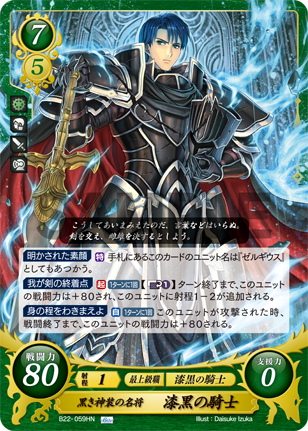 7
5
こうしてあいまみえたのだ、言葉などはいらぬ。
剣を交え、雌雄を決するとしよう。
明かされた素顔 特 手札にあるこのカードのユニット名は『ゼルギウス』
としてもあつかう。
我が剣の終着点 起 1ターンに1回 【1】ターン終了まで、このユニット
の戦闘力は+80され、このユニットに射程1-2が追加される。
身の程をわきまえよ 自 1ターンに1回 このユニットが攻撃された時、
戦闘終了まで、このユニットの戦闘力は+80される。
戦闘力
80
射程
1
最上級職
漆黒の騎士
支援力
0
黒き神装の名将
漆黒の騎士
B22-059HN
Illust : Daisuke Izuka